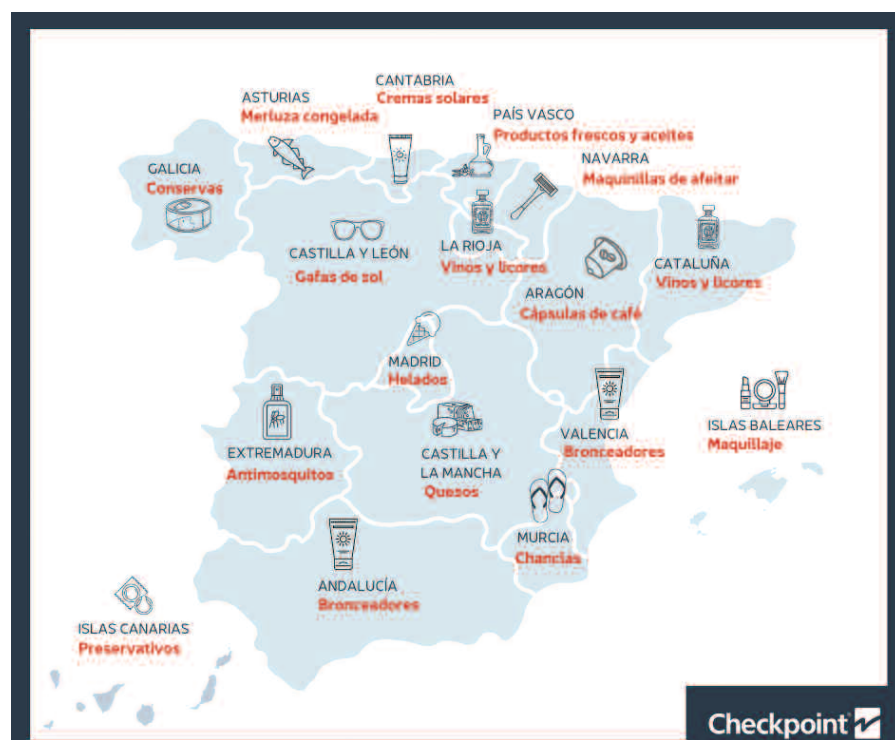 CANTABRIA
Cremas solares
ASTURIAS
Merluza congelada
PAÍS VASCO
Productos frescos y aceites
NAVARRA
Maquinillas de afeitar
GALICIA
Conservas
CASTILLA Y LEÓN
Gafas de sol
LA RIOJA
Vinos y licores
CATALUÑA
Vinos y licores
ARAGÓN
Cápsulas de café
MADRID
Helados
ISLAS BALEARES
Maquillaje
EXTREMADURA
Antimosquitos
CASTILLA Y
LA MANCHA
Quesos
VALENCIA
Bronceadores
MURCIA
Chanclas
ANDALUCÍA
Bronceadores
ISLAS CANARIAS
Preservativos
Checkpoint